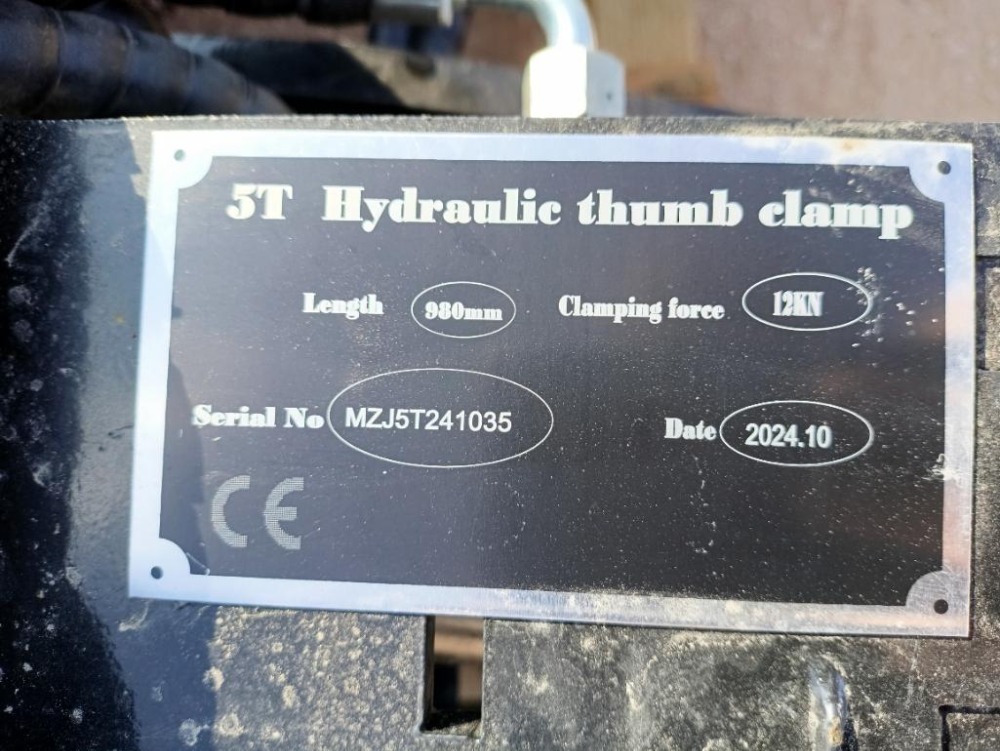 5T Hydraulic thumb clamp
Length 980mm Clamping force 12KN
Serial No MZJ5T241035 Date 2024.10
CE